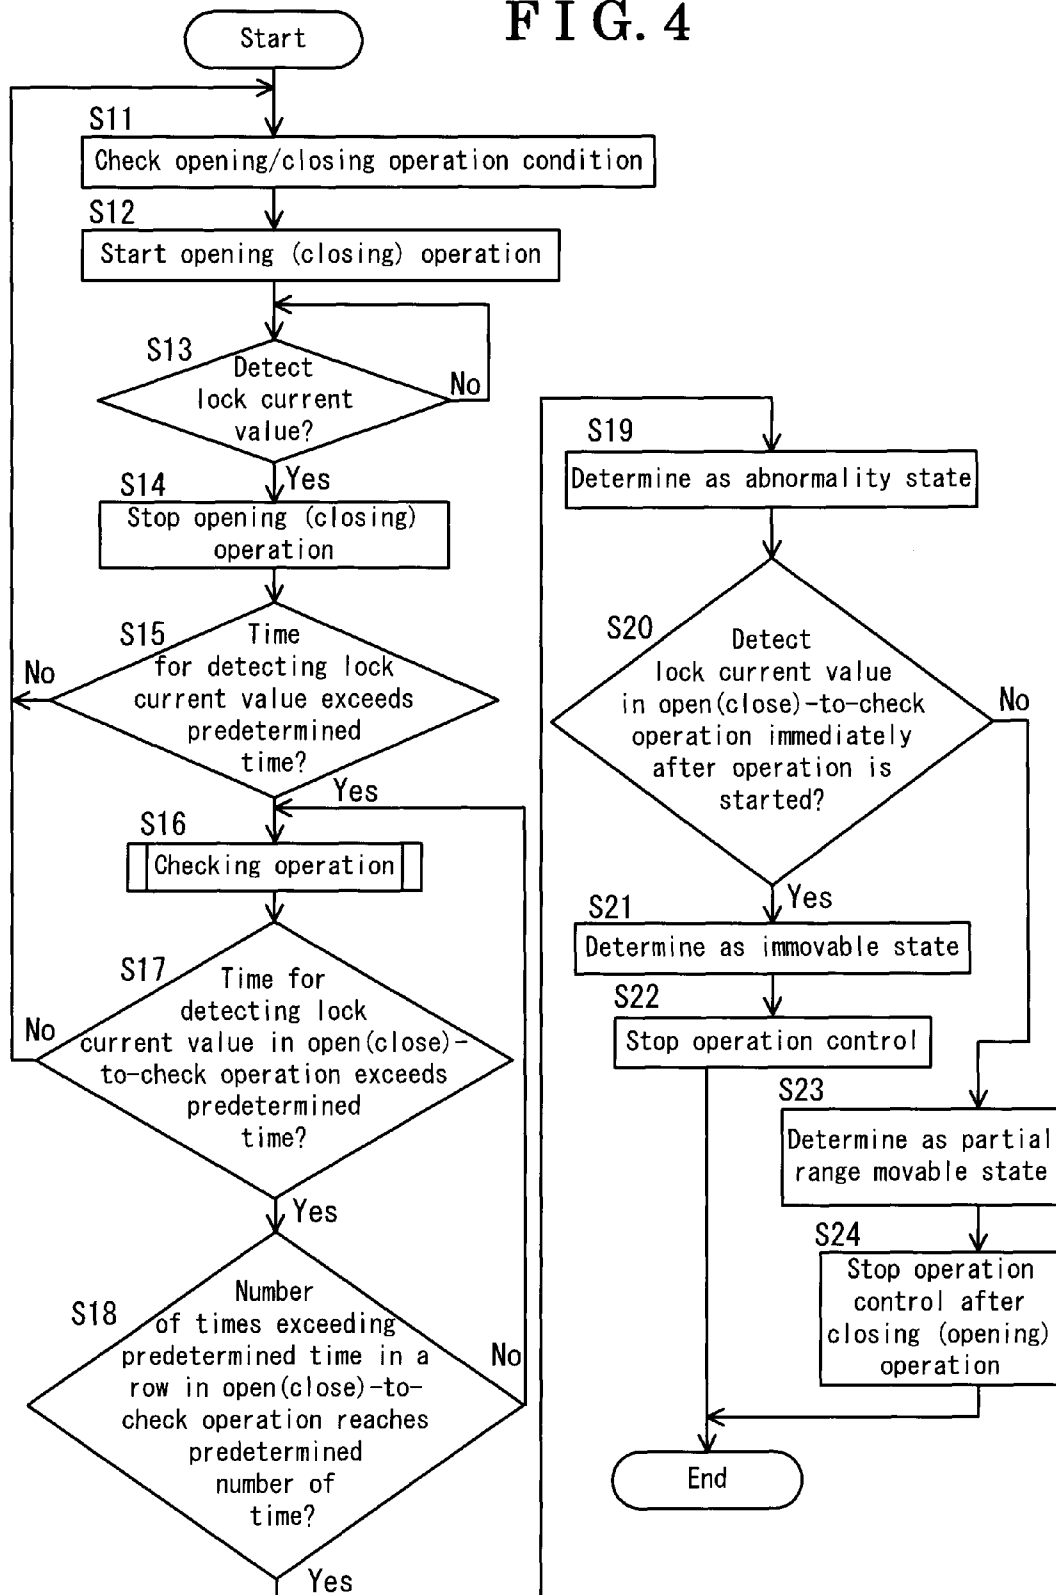 FIG. 4
Start
S11
Check opening/closing operation condition
S12
Start opening (closing) operation
S13
Detect
lock current
value?
No
Yes
S14
Stop opening (closing)
operation
S15
Time
for detecting lock
current value exceeds
predetermined
time?
No
Yes
S16
Checking operation
S17
Time for
detecting lock
current value in open(close)-
to-check operation exceeds
predetermined
time?
No
Yes
S18
Number
of times exceeding
predetermined time in a
row in open(close)-to-
check operation reaches
predetermined
number of
time?
No
Yes
S19
Determine as abnormality state
S20
Detect
lock current value
in open(close)-to-check
operation immediately
after operation is
started?
No
Yes
S21
Determine as immovable state
S22
Stop operation control
S23
Determine as partial
range movable state
S24
Stop operation
control after
closing (opening)
operation
End